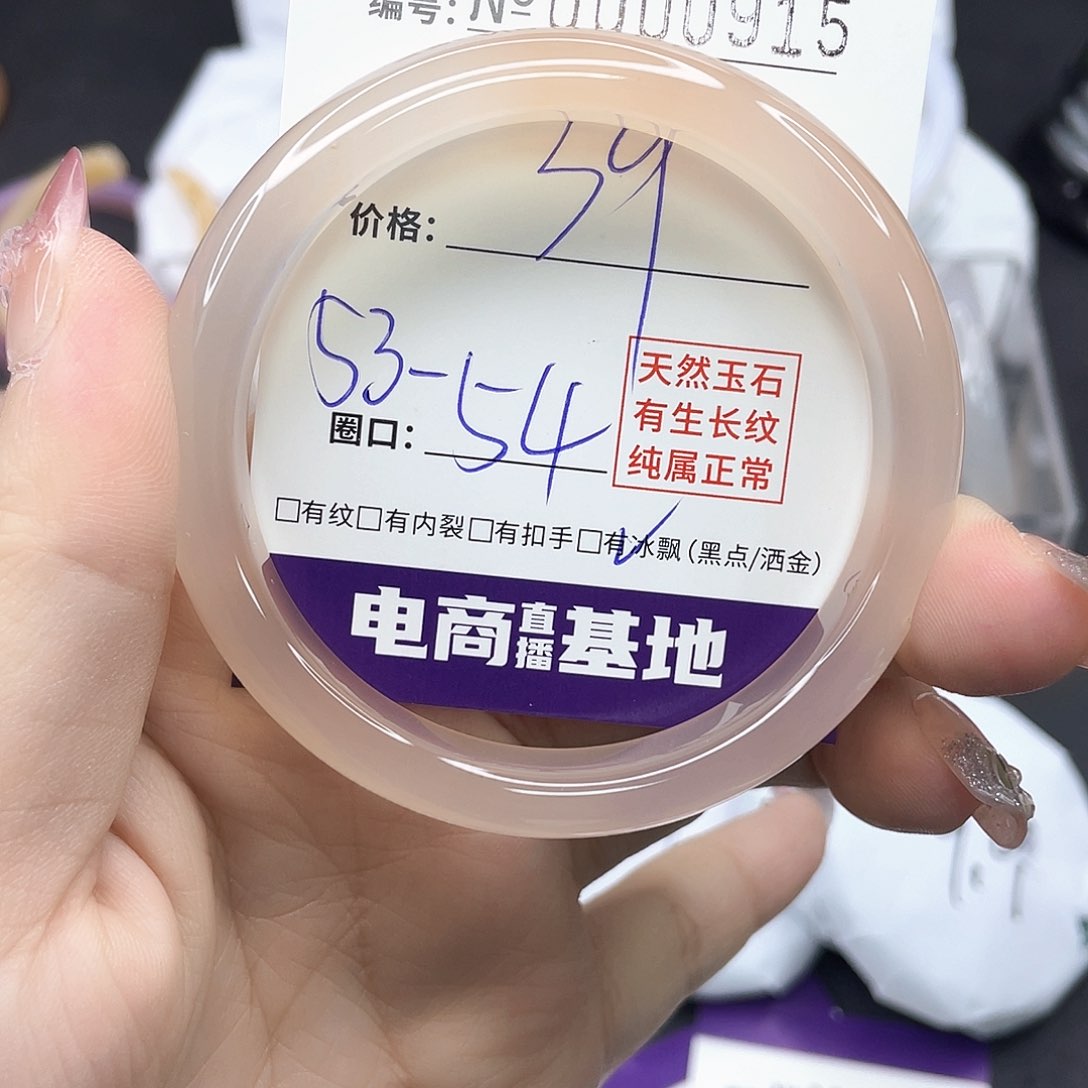 编号：№0000915
价格：59
圈口：53-54
天然玉石
有生长纹
纯属正常
□有纹□有内裂□有扣手□有冰飘（黑点/洒金）
电商直播基地